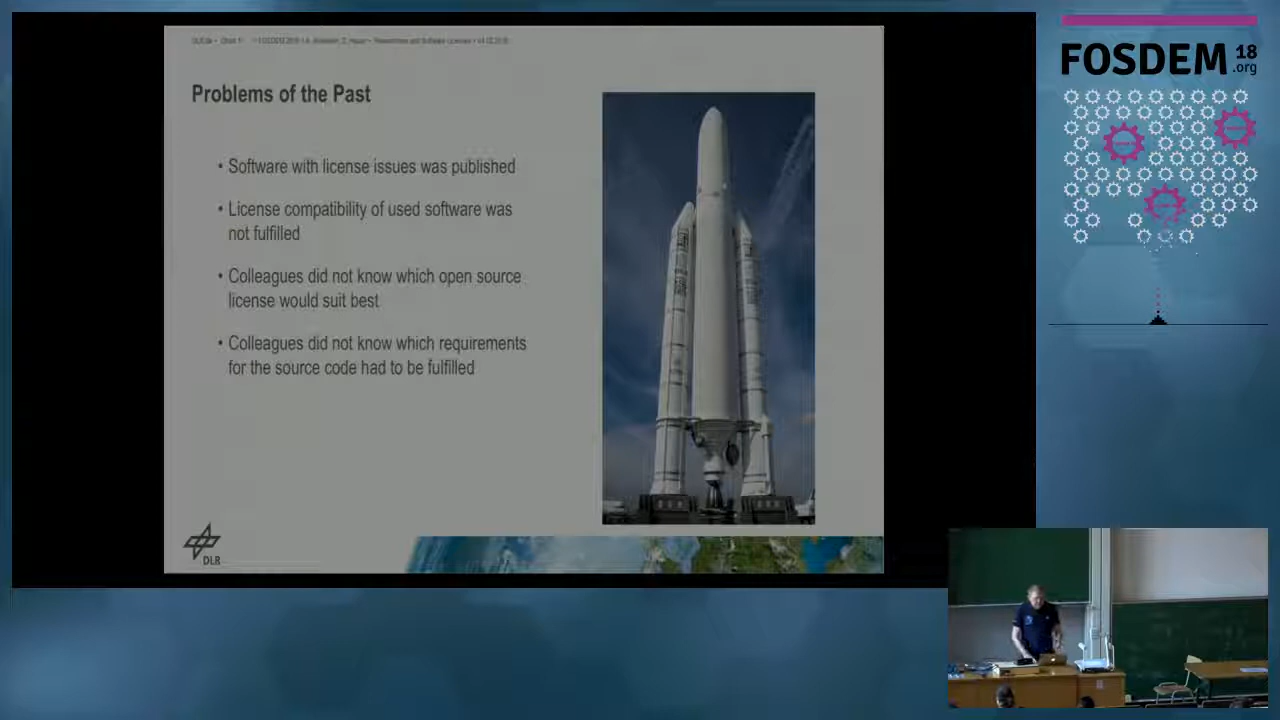 Problems of the Past
• Software with license issues was published
• License compatibility of used software was
not fulfilled
• Colleagues did not know which open source
license would suit best
• Colleagues did not know which requirements
for the source code had to be fulfilled
DLR
FOSDEM 18
.org